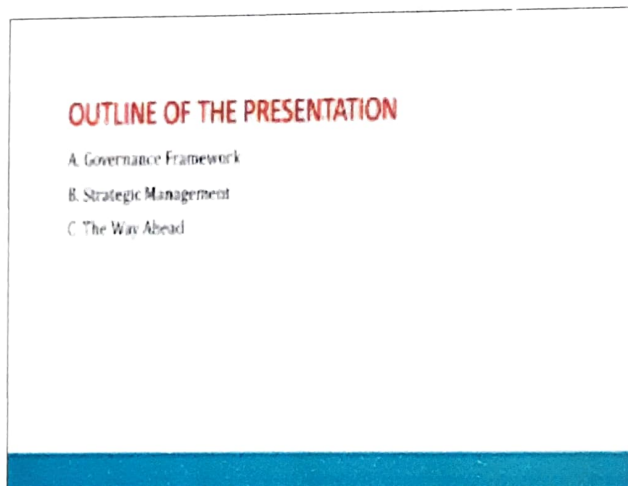 OUTLINE OF THE PRESENTATION
A. Governance Framework
B. Strategic Management
C. The Way Ahead